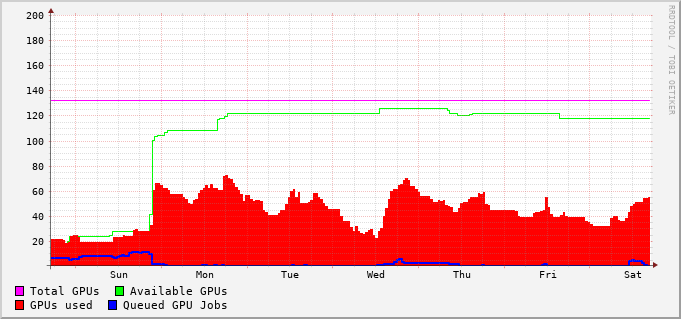 200
180
160
140
120
100
80
60
40
20
Sun Mon Tue Wed Thu Fri Sat
Total GPUs Available GPUs
GPUs used Queued GPU Jobs
RRDTOOL / TOBI OETIKER